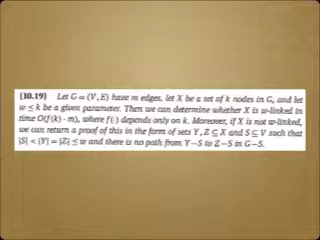 (10.19) Let G = (V, E) have m edges, let X be a set of k nodes in G, and let
w ≤ k be a given parameter. Then we can determine whether X is w-linked in
time O(f(k) · m), where f(·) depends only on k. Moreover, if X is not w-linked,
we can return a proof of this in the form of sets Y, Z ⊆ X and S ⊆ V such that
|S| < |Y| = |Z| ≤ w and there is no path from Y−S to Z−S in G−S.